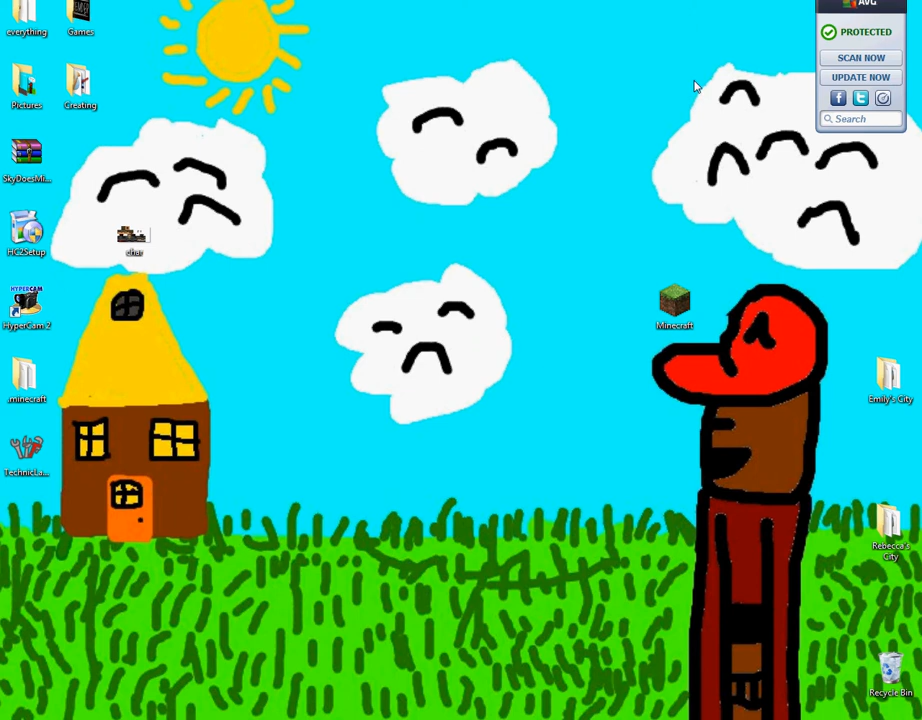 everything
Games
Pictures
Creating
SkyDoesMi...
char
HC2Setup
HyperCam 2
.minecraft
TechnicLa...
Minecraft
Emily's City
Rebecca's
City
Recycle Bin
AVG
PROTECTED
SCAN NOW
UPDATE NOW
Search